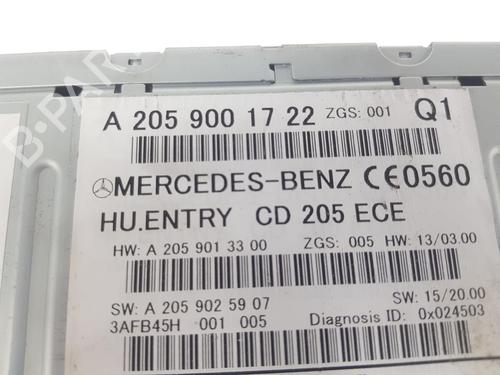 A 205 900 17 22 ZGS: 001 Q1
MERCEDES-BENZ CE0560
HU.ENTRY CD 205 ECE
HW: A 205 901 33 00 ZGS: 005 HW: 13/03.00
SW: A 205 902 59 07 SW: 15/20.00
3AFB45H 001 005 Diagnosis ID: 0x024503
B-PARTS